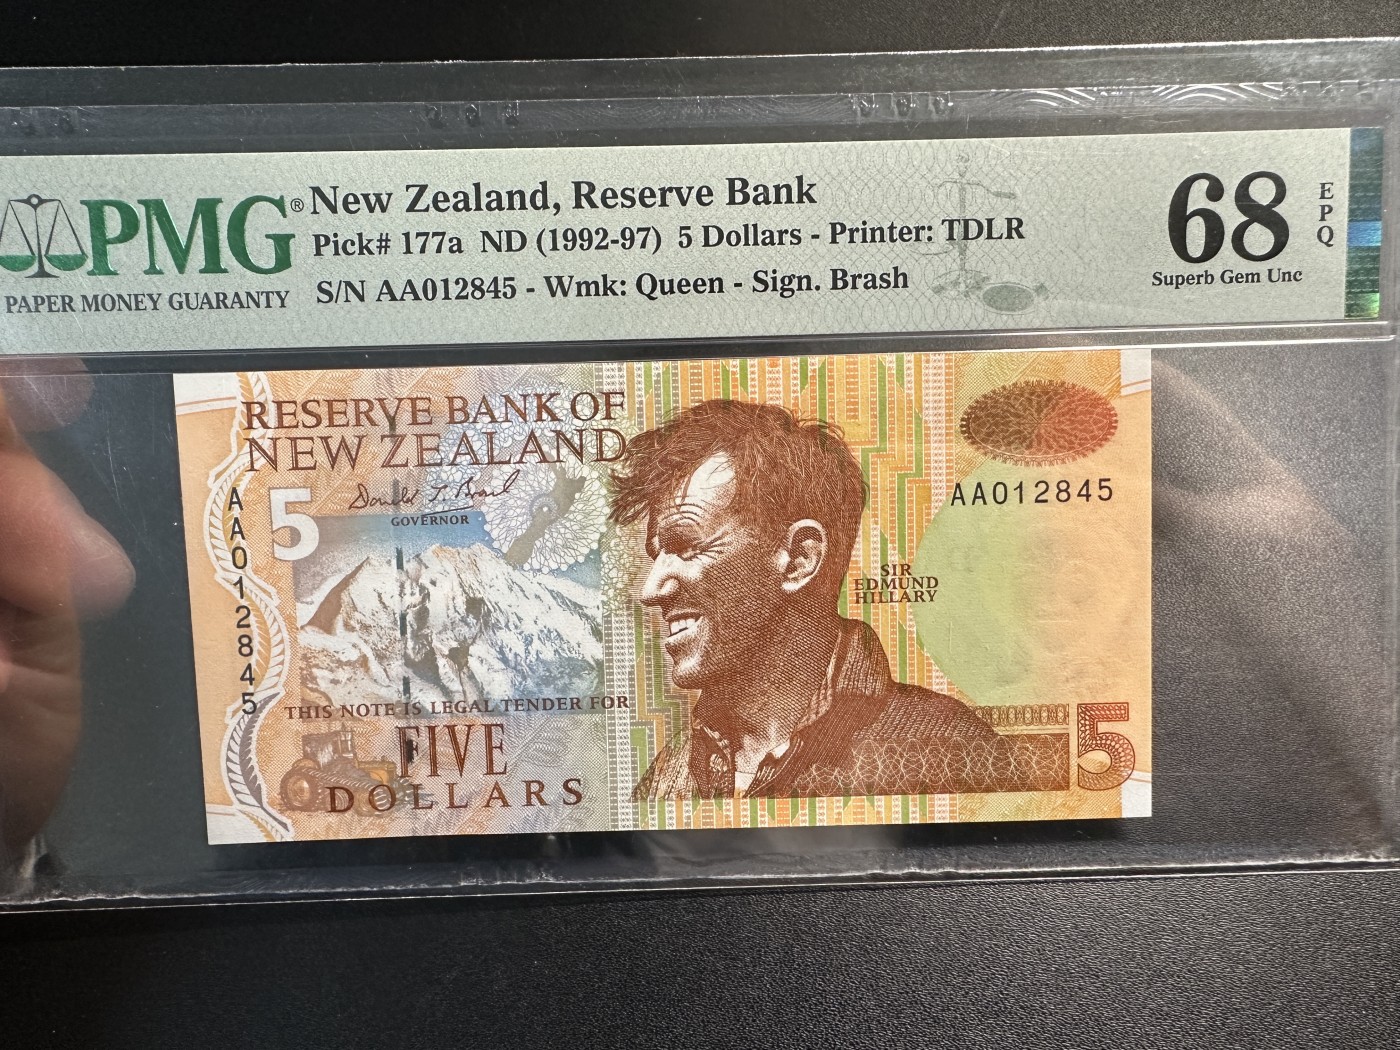 PMG®
PAPER MONEY GUARANTY
New Zealand, Reserve Bank
Pick# 177a ND (1992-97) 5 Dollars - Printer: TDLR
S/N AA012845 - Wmk: Queen - Sign. Brash
68
EPQ
Superb Gem Unc
RESERVE BANK OF
NEW ZEALAND
5
Donald T. Brash
GOVERNOR
AA012845
AA012845
SIR
EDMUND
HILLARY
THIS NOTE IS LEGAL TENDER FOR
FIVE
DOLLARS
5